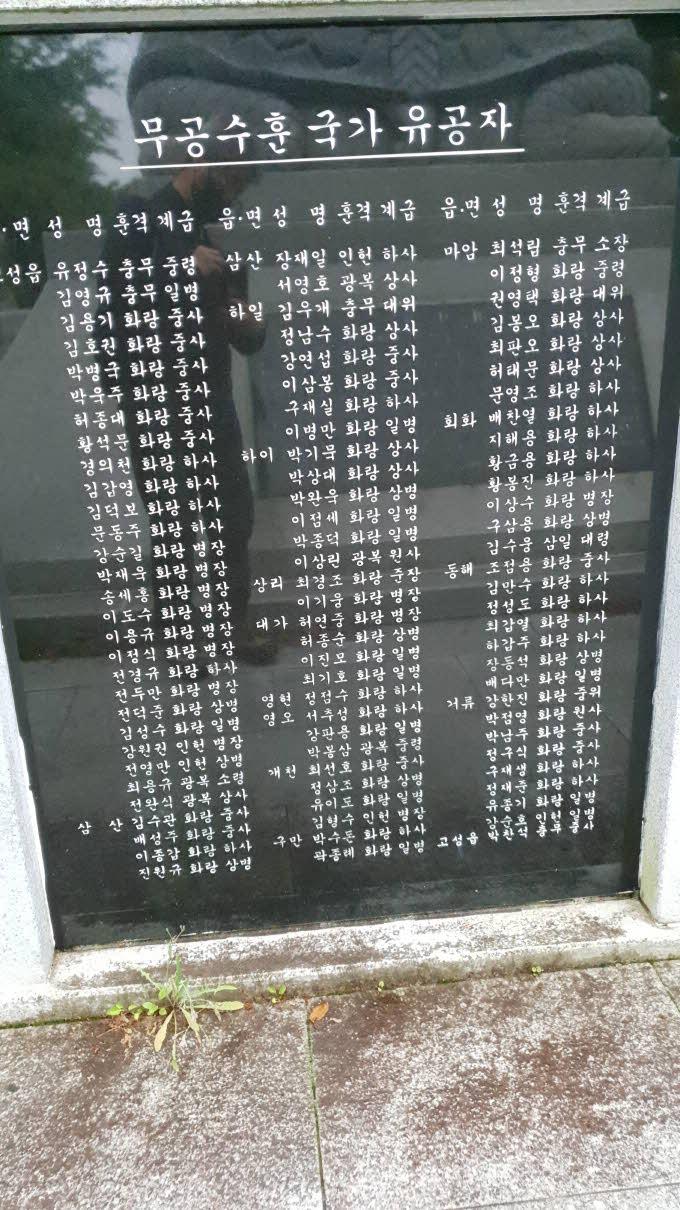 무공수훈 국가 유공자
·면 성 명 훈격 계급
성읍 유정수 충무 중령
김영규 충무 일병
김용기 화랑 중사
김호원 화랑 중사
박병구 화랑 중사
박우주 화랑 중사
허종대 화랑 중사
황석문 화랑 중사
경의천 화랑 하사
김갑영 화랑 하사
김덕보 화랑 하사
문동주 화랑 하사
강순길 화랑 병장
박재욱 화랑 병장
송세홍 화랑 병장
이도수 화랑 병장
이용규 화랑 병장
이정식 화랑 병장
전경규 화랑 하사
전두만 화랑 병장
전덕준 화랑 상병
김성수 화랑 일병
강원권 인헌 병장
전영만 인헌 병장
최용규 광복 소령
전완식 광복 상사
삼 산 김수관 화랑 중사
배성주 화랑 중사
이종갑 화랑 하사
진원규 화랑 상병
읍·면 성 명 훈격 계급
삼산 장재일 인헌 하사
서영호 광복 상사
하일 김우개 충무 대위
정남수 화랑 상사
강연섭 화랑 중사
이삼봉 화랑 중사
구재실 화랑 하사
이병만 화랑 일병
하이 박기묵 화랑 상사
박상대 화랑 상사
박완욱 화랑 상병
이점세 화랑 일병
박종덕 화랑 일병
이상린 광복 원사
상리 최경조 화랑 준장
이기웅 화랑 병장
대가 허연중 화랑 병장
허종순 화랑 상병
이진모 화랑 일병
최기호 화랑 일병
영현 정점수 화랑 하사
영오 서추성 화랑 하사
강판용 화랑 일병
박봉삼 광복 중령
개천 최선호 화랑 중사
정삼조 화랑 상병
유이도 화랑 일병
김형수 인헌 병장
구만 박수돈 화랑 하사
곽종례 화랑 일병
읍·면 성 명 훈격 계급
마암 최석림 충무 소장
이정형 화랑 중령
권영택 화랑 대위
김봉오 화랑 상사
최판오 화랑 상사
허태문 화랑 상사
문영조 화랑 하사
회화 배찬열 화랑 하사
지해용 화랑 하사
황금용 화랑 하사
황봉진 화랑 하사
이상수 화랑 병장
구삼용 화랑 상병
김수웅 삼일 대령
동해 조점용 화랑 중사
김만수 화랑 하사
정성도 화랑 하사
최갑열 화랑 하사
하갑주 화랑 하사
장등석 화랑 상병
배다만 화랑 일병
거류 강한진 화랑 중위
박정영 화랑 원사
박남주 화랑 중사
정구식 화랑 중사
구재생 화랑 하사
정재준 화랑 하사
유종기 화랑 일병
강순호 인헌 일병
고성읍 박찬석 충무 중사